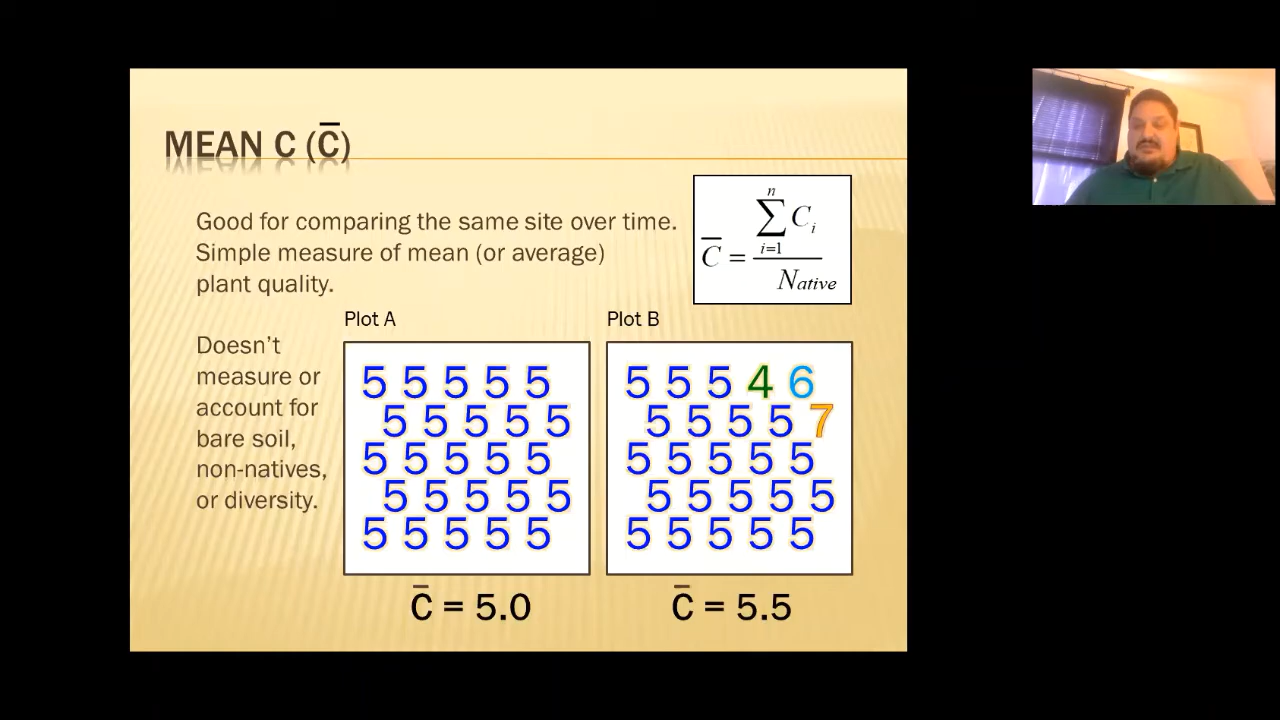 MEAN C (C̅)
Good for comparing the same site over time.
Simple measure of mean (or average)
plant quality.
C̅ = n ∑ i=1 C i / Native
Doesn't
measure or
account for
bare soil,
non-natives,
or diversity.
Plot A
5 5 5 5 5
5 5 5 5 5
5 5 5 5 5
5 5 5 5 5
5 5 5 5 5
C̅ = 5.0
Plot B
5 5 5 4 6
5 5 5 5 7
5 5 5 5 5
5 5 5 5 5
5 5 5 5 5
C̅ = 5.5